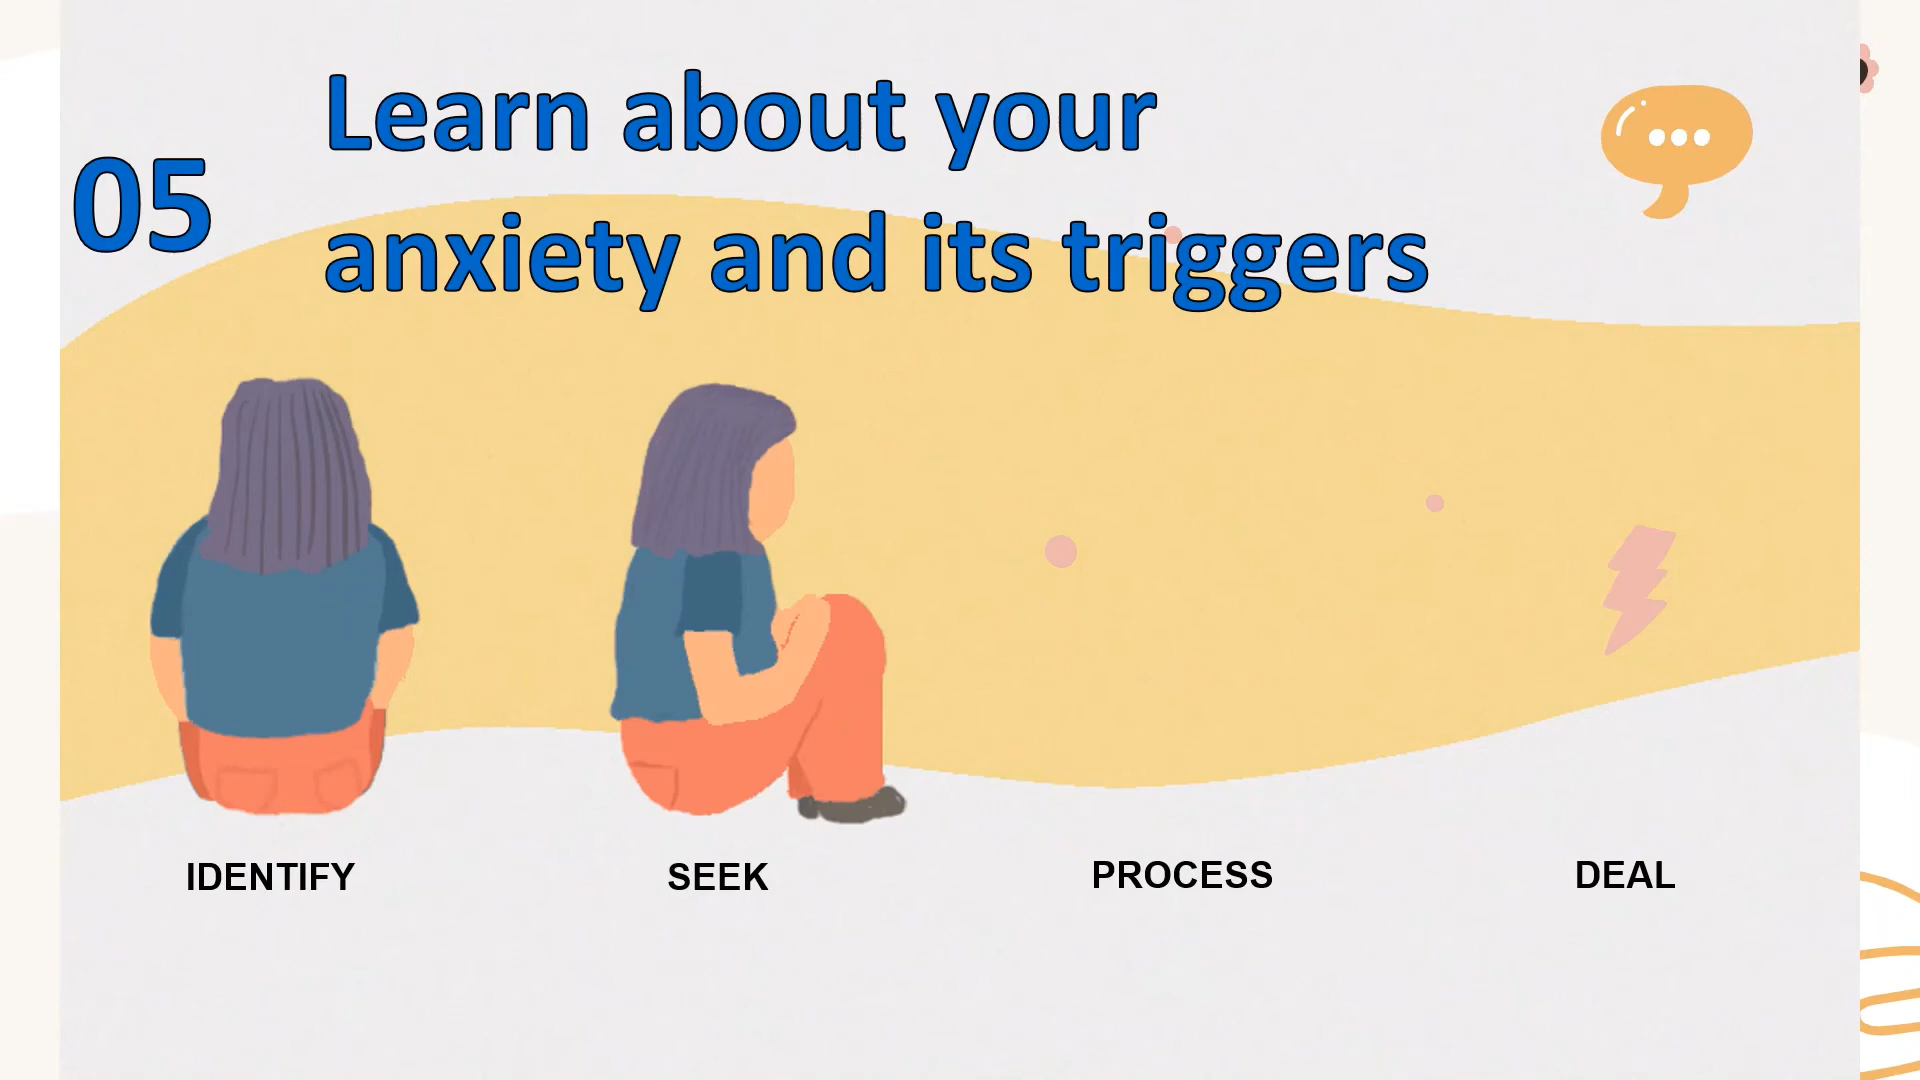 05
Learn about your
anxiety and its triggers
IDENTIFY
SEEK
PROCESS
DEAL